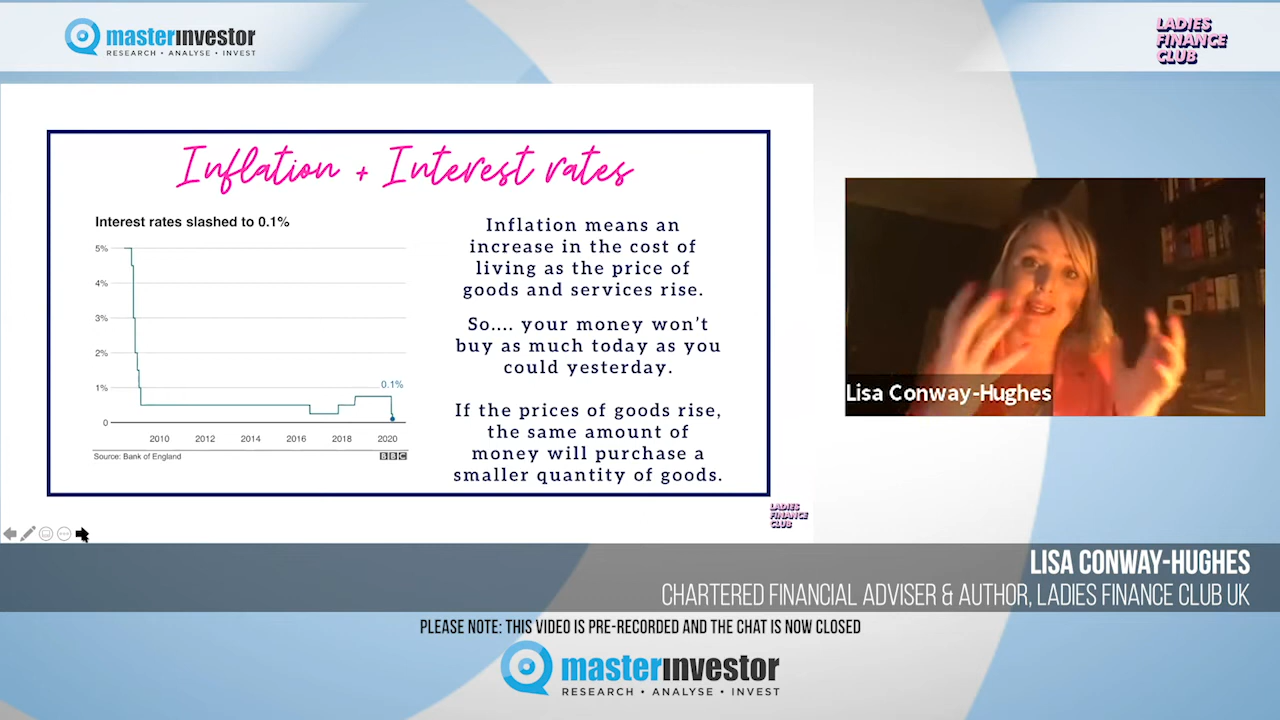 masterinvestor
RESEARCH • ANALYSE • INVEST
LADIES
FINANCE
CLUB
Inflation + Interest rates
Interest rates slashed to 0.1%
5%
4%
3%
2%
1%
0
0.1%
2010 2012 2014 2016 2018 2020
Source: Bank of England
BBC
Inflation means an
increase in the cost of
living as the price of
goods and services rise.
So.... your money won't
buy as much today as you
could yesterday.
If the prices of goods rise,
the same amount of
money will purchase a
smaller quantity of goods.
LADIES
FINANCE
CLUB
Lisa Conway-Hughes
LISA CONWAY-HUGHES
CHARTERED FINANCIAL ADVISER & AUTHOR, LADIES FINANCE CLUB UK
PLEASE NOTE: THIS VIDEO IS PRE-RECORDED AND THE CHAT IS NOW CLOSED
masterinvestor
RESEARCH • ANALYSE • INVEST